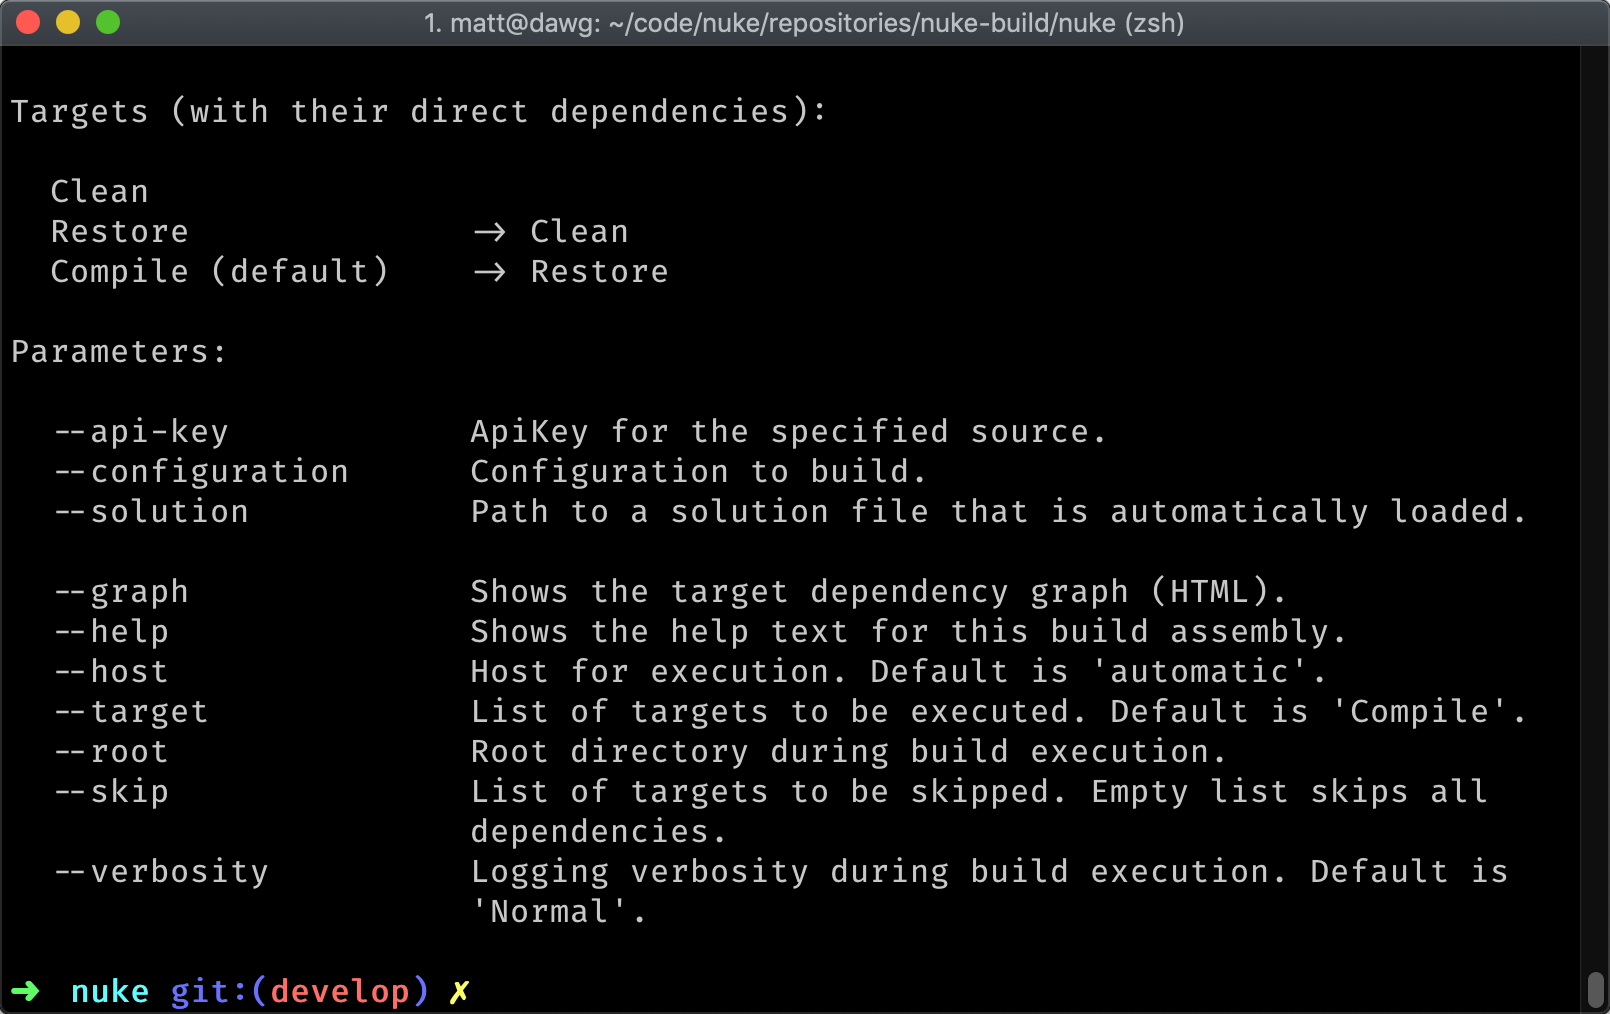 1. matt@dawg: ~/code/nuke/repositories/nuke-build/nuke (zsh)
Targets (with their direct dependencies):
Clean
Restore → Clean
Compile (default) → Restore
Parameters:
--api-key ApiKey for the specified source.
--configuration Configuration to build.
--solution Path to a solution file that is automatically loaded.
--graph Shows the target dependency graph (HTML).
--help Shows the help text for this build assembly.
--host Host for execution. Default is 'automatic'.
--target List of targets to be executed. Default is 'Compile'.
--root Root directory during build execution.
--skip List of targets to be skipped. Empty list skips all
dependencies.
--verbosity Logging verbosity during build execution. Default is
'Normal'.
➜ nuke git:(develop) ✗